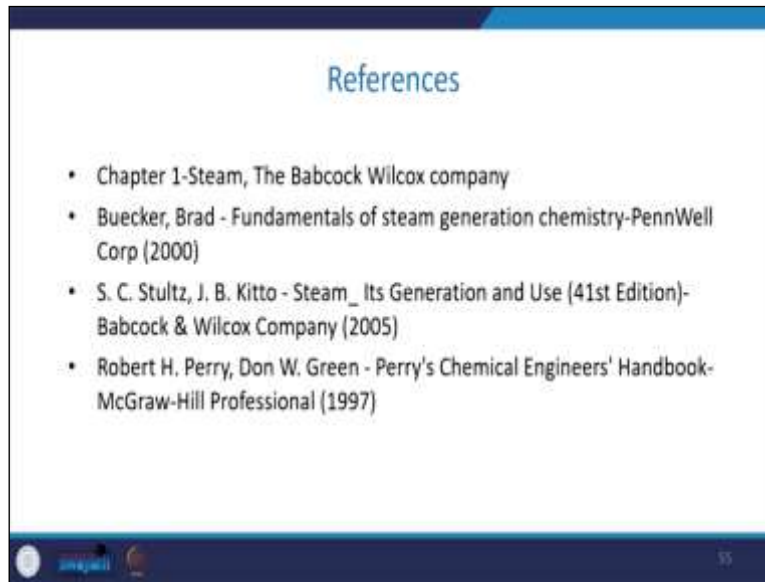 References
• Chapter 1-Steam, The Babcock Wilcox company
• Buecker, Brad - Fundamentals of steam generation chemistry-PennWell
Corp (2000)
• S. C. Stultz, J. B. Kitto - Steam_ Its Generation and Use (41st Edition)-
Babcock & Wilcox Company (2005)
• Robert H. Perry, Don W. Green - Perry's Chemical Engineers' Handbook-
McGraw-Hill Professional (1997)
55